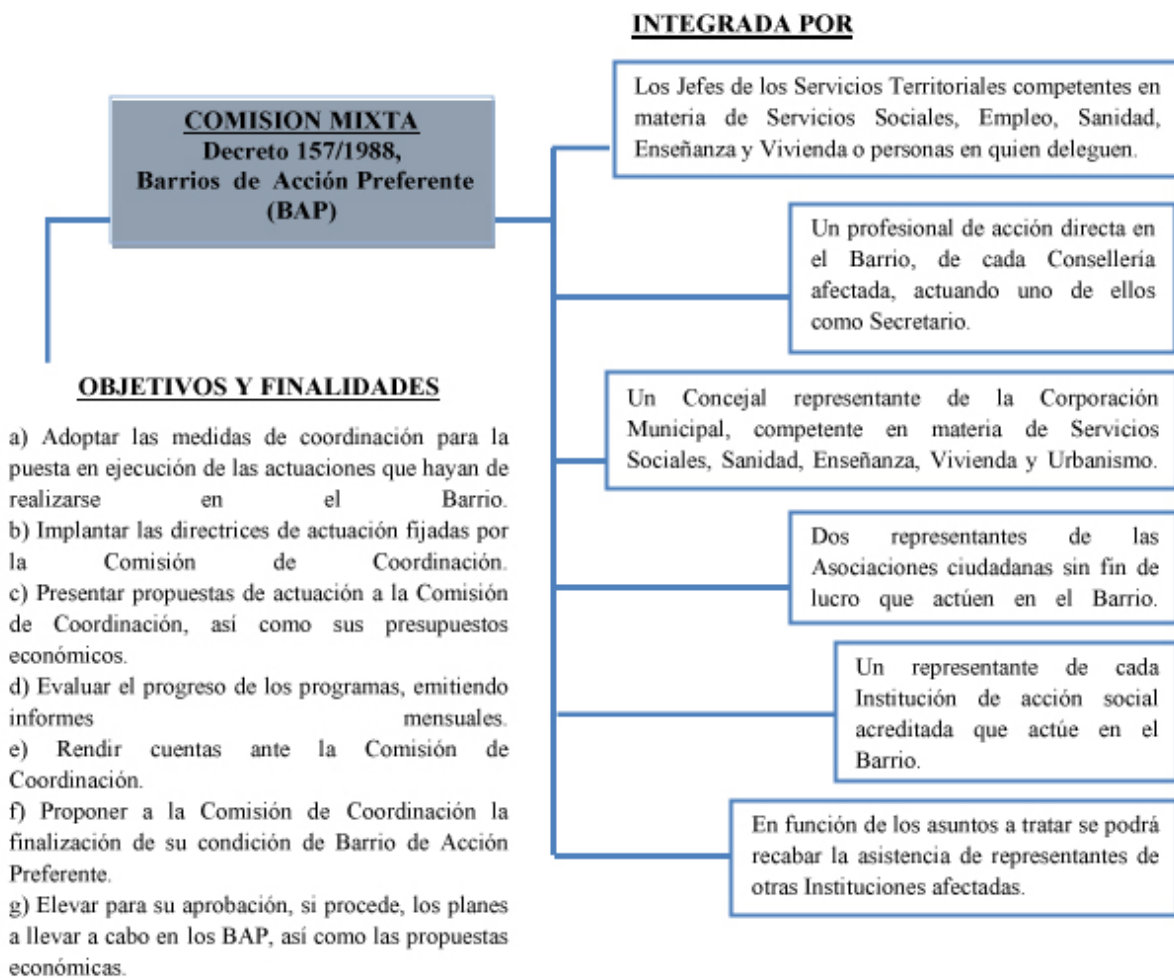 COMISION MIXTA
Decreto 157/1988,
Barrios de Acción Preferente
(BAP)
INTEGRADA POR
Los Jefes de los Servicios Territoriales competentes en
materia de Servicios Sociales, Empleo, Sanidad,
Enseñanza y Vivienda o personas en quien deleguen.
Un profesional de acción directa en
el Barrio, de cada Consellería
afectada, actuando uno de ellos
como Secretario.
Un Concejal representante de la Corporación
Municipal, competente en materia de Servicios
Sociales, Sanidad, Enseñanza, Vivienda y Urbanismo.
Dos representantes de las
Asociaciones ciudadanas sin fin de
lucro que actúen en el Barrio.
Un representante de cada
Institución de acción social
acreditada que actúe en el
Barrio.
En función de los asuntos a tratar se podrá
recabar la asistencia de representantes de
otras Instituciones afectadas.
OBJETIVOS Y FINALIDADES
a) Adoptar las medidas de coordinación para la
puesta en ejecución de las actuaciones que hayan de
realizarse en el Barrio.
b) Implantar las directrices de actuación fijadas por
la Comisión de Coordinación.
c) Presentar propuestas de actuación a la Comisión
de Coordinación, así como sus presupuestos
económicos.
d) Evaluar el progreso de los programas, emitiendo
informes mensuales.
e) Rendir cuentas ante la Comisión de
Coordinación.
f) Proponer a la Comisión de Coordinación la
finalización de su condición de Barrio de Acción
Preferente.
g) Elevar para su aprobación, si procede, los planes
a llevar a cabo en los BAP, así como las propuestas
económicas.